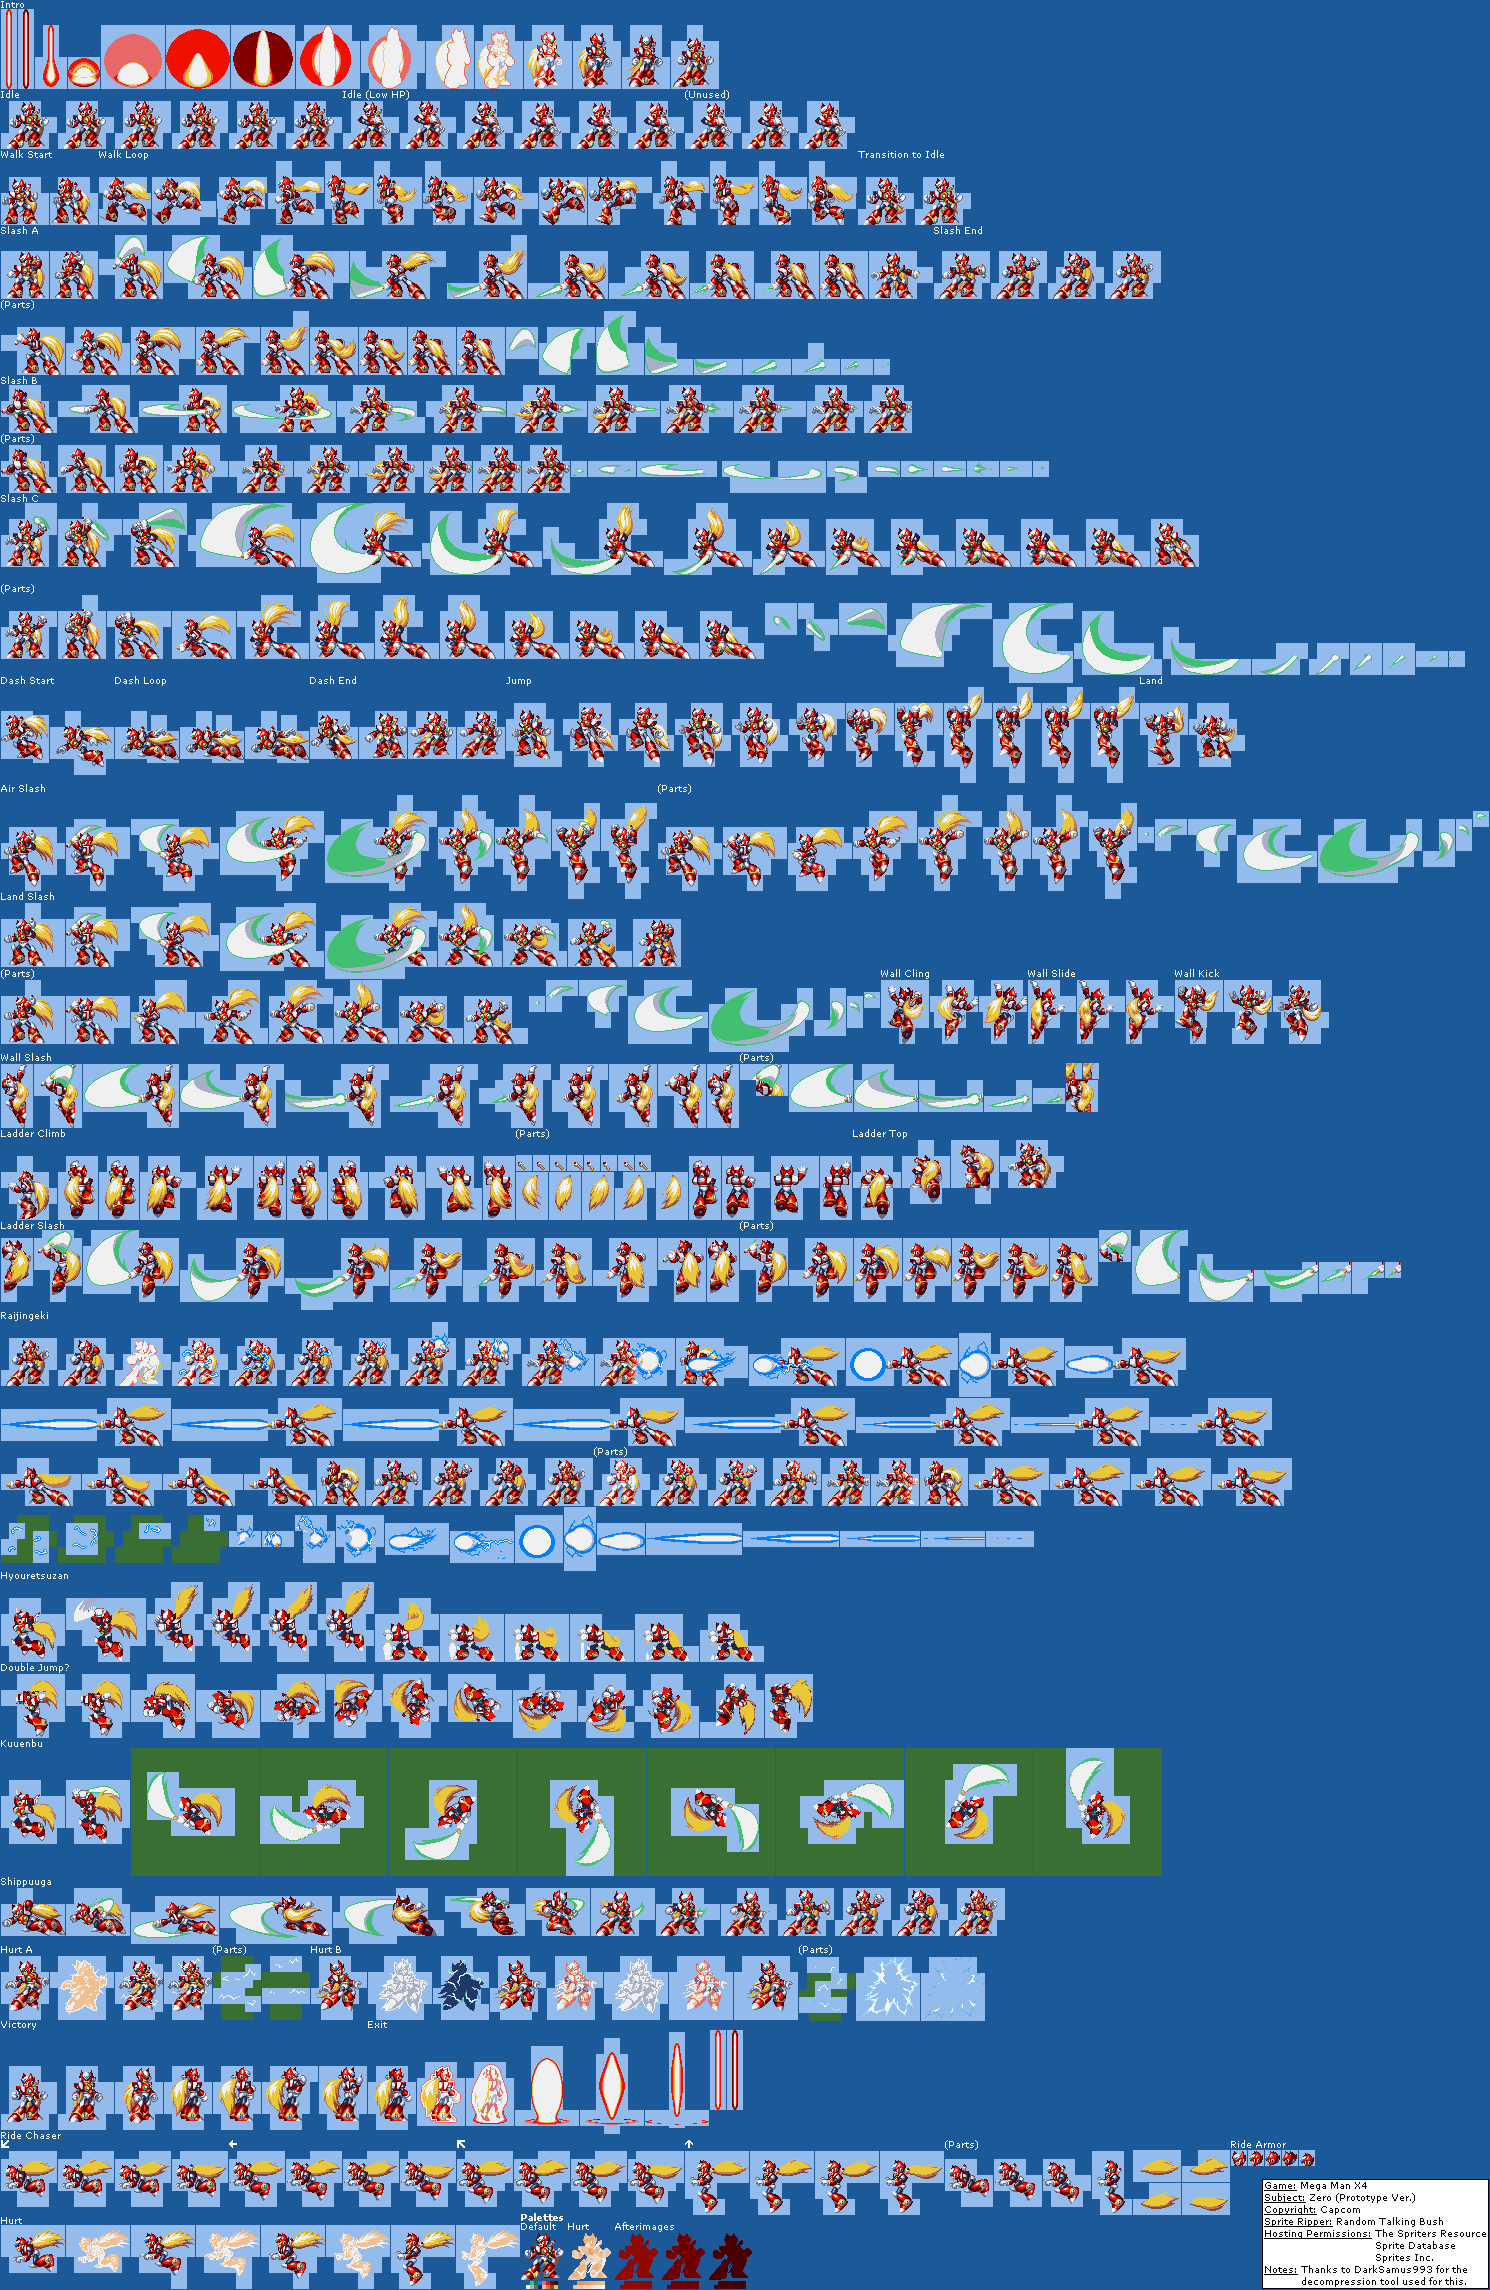 Intro
Idle
Idle (Low HP)
(Unused)
Walk Start
Walk Loop
Transition to Idle
Slash A
Slash End
(Parts)
Slash B
(Parts)
Slash C
(Parts)
Dash Start
Dash Loop
Dash End
Jump
Land
Air Slash
(Parts)
Land Slash
(Parts)
Wall Cling
Wall Slide
Wall Kick
Wall Slash
(Parts)
Ladder Climb
(Parts)
Ladder Top
Ladder Slash
(Parts)
Raijingeki
(Parts)
Hyouretsuzan
Double Jump?
Kuuenbu
Shippuuga
Hurt A
(Parts)
Hurt B
(Parts)
Victory
Exit
Ride Chaser
(Parts)
Ride Armor
Hurt
Palettes
Default
Hurt
Afterimages
Game: Mega Man X4
Subject: Zero (Prototype Ver.)
Copyright: Capcom
Sprite Ripper: Random Talking Bush
Hosting Permissions: The Spriters Resource
Sprite Database
Sprites Inc.
Notes: Thanks to DarkSamus993 for the
decompression tool used for this.